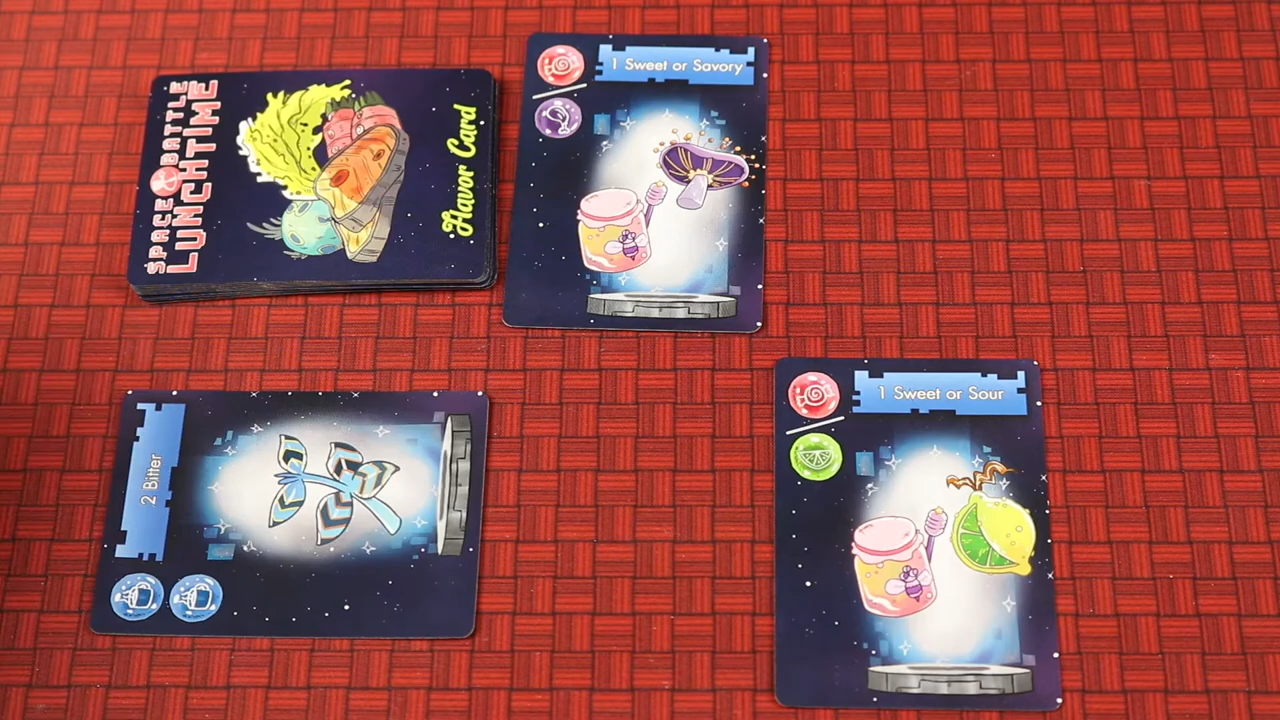 SPACE BATTLE
LUNCHTIME
Flavor Card
1 Sweet or Savory
2 Bitter
1 Sweet or Sour